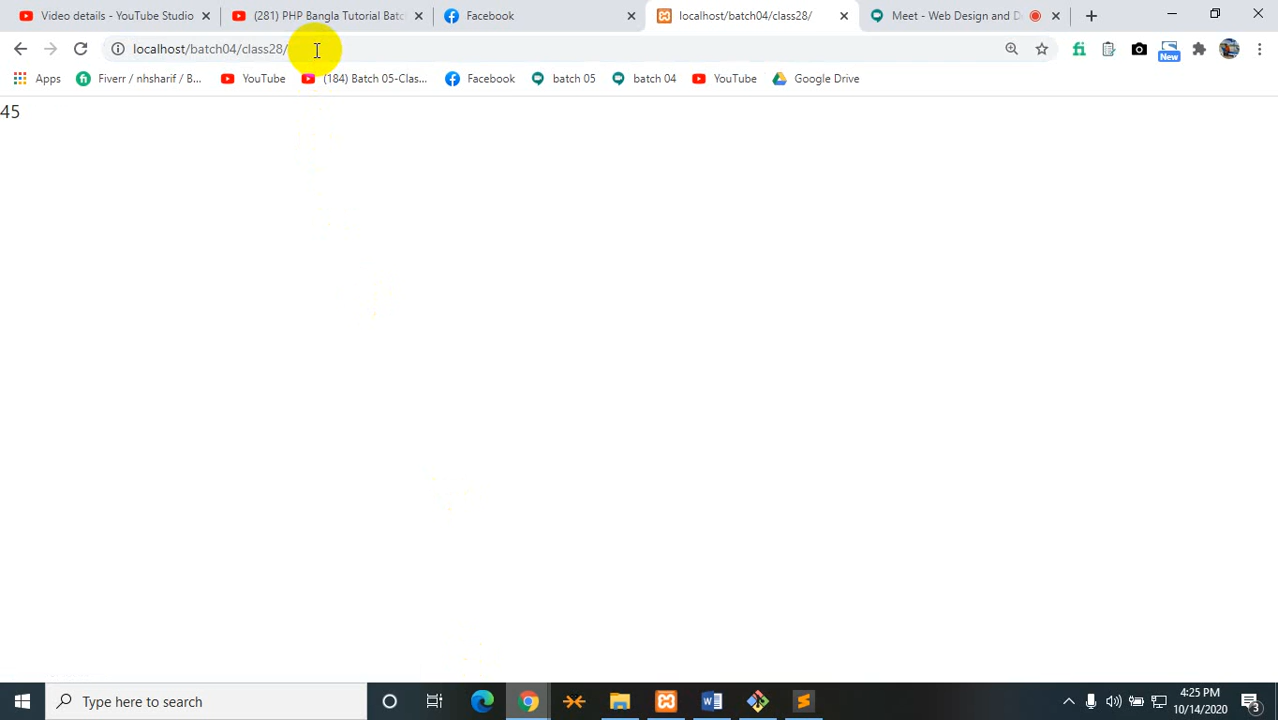 Video details - YouTube Studio
(281) PHP Bangla Tutorial Batc
Facebook
localhost/batch04/class28/
Meet - Web Design and D
localhost/batch04/class28/
New
Apps
Fiverr / nhsharif / B...
YouTube
(184) Batch 05-Clas...
Facebook
batch 05
batch 04
YouTube
Google Drive
45
Type here to search
4:25 PM
10/14/2020
3